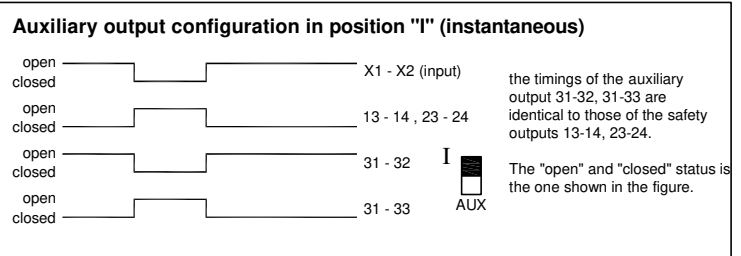 Auxiliary output configuration in position "I" (instantaneous)
open
closed
X1 - X2 (input)
open
closed
13 - 14 , 23 - 24
open
closed
31 - 32
open
closed
31 - 33
I
AUX
the timings of the auxiliary
output 31-32, 31-33 are
identical to those of the safety
outputs 13-14, 23-24.
The "open" and "closed" status is
the one shown in the figure.